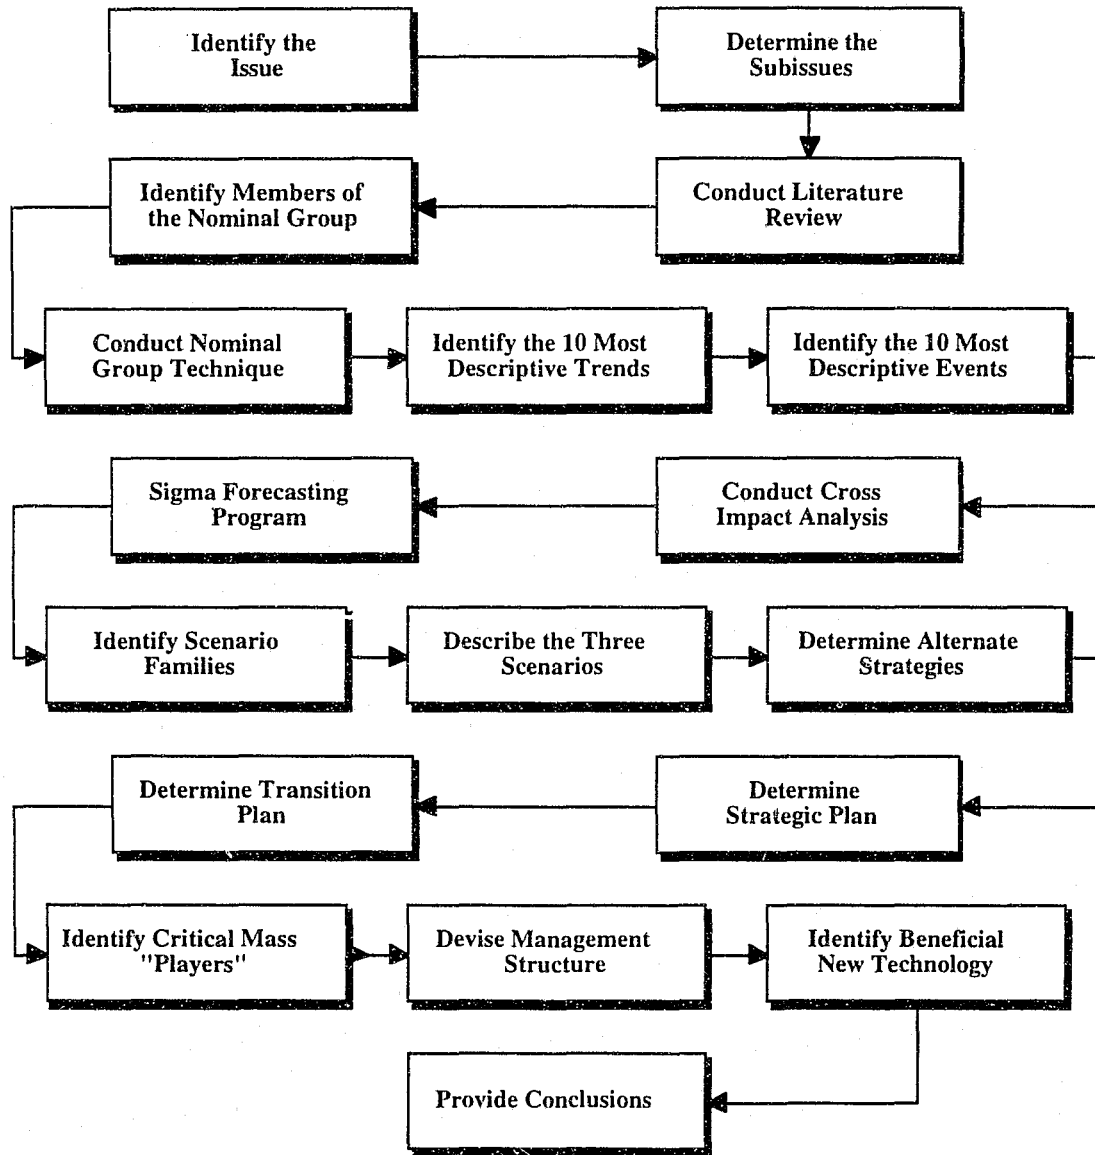 Identify the
Issue
Determine the
Subissues
Identify Members of
the Nominal Group
Conduct Literature
Review
Conduct Nominal
Group Technique
Identify the 10 Most
Descriptive Trends
Identify the 10 Most
Descriptive Events
Sigma Forecasting
Program
Conduct Cross
Impact Analysis
Identify Scenario
Families
Describe the Three
Scenarios
Determine Alternate
Strategies
Determine Transition
Plan
Determine
Strategic Plan
Identify Critical Mass
"Players"
Devise Management
Structure
Identify Beneficial
New Technology
Provide Conclusions